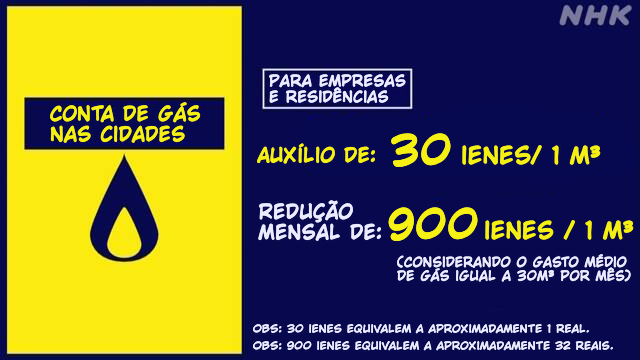 NHK
CONTA DE GÁS
NAS CIDADES
PARA EMPRESAS
E RESIDÊNCIAS
AUXÍLIO DE: 30 IENES/ 1 M³
REDUÇÃO
MENSAL DE: 900 IENES / 1 M³
(CONSIDERANDO O GASTO MÉDIO
DE GÁS IGUAL A 30M³ POR MÊS)
OBS: 30 IENES EQUIVALEM A APROXIMADAMENTE 1 REAL.
OBS: 900 IENES EQUIVALEM A APROXIMADAMENTE 32 REAIS.